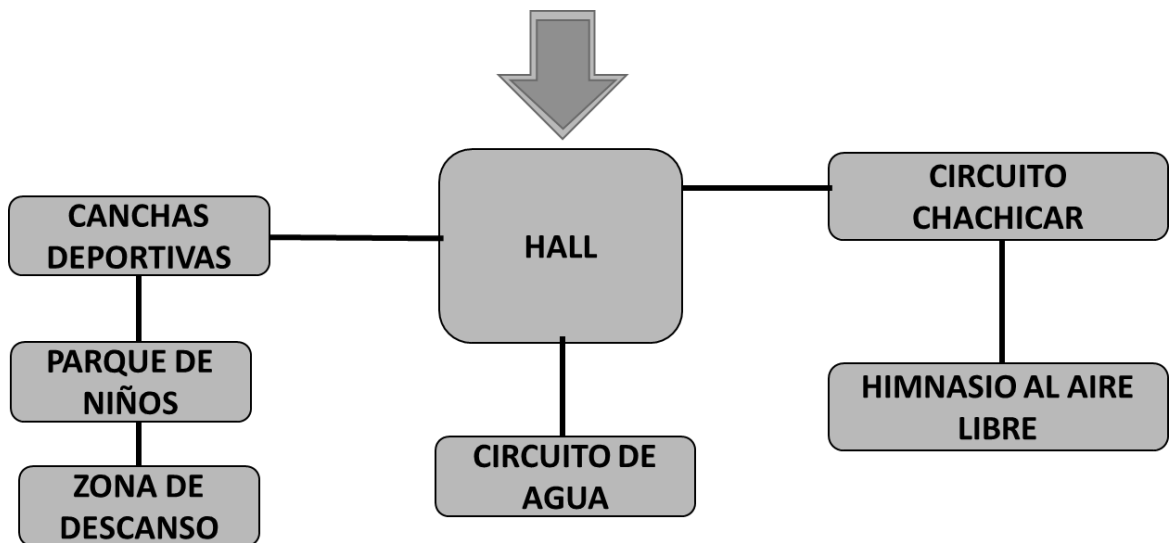 HALL
CANCHAS
DEPORTIVAS
PARQUE DE
NIÑOS
ZONA DE
DESCANSO
CIRCUITO DE
AGUA
CIRCUITO
CHACHICAR
HIMNASIO AL AIRE
LIBRE